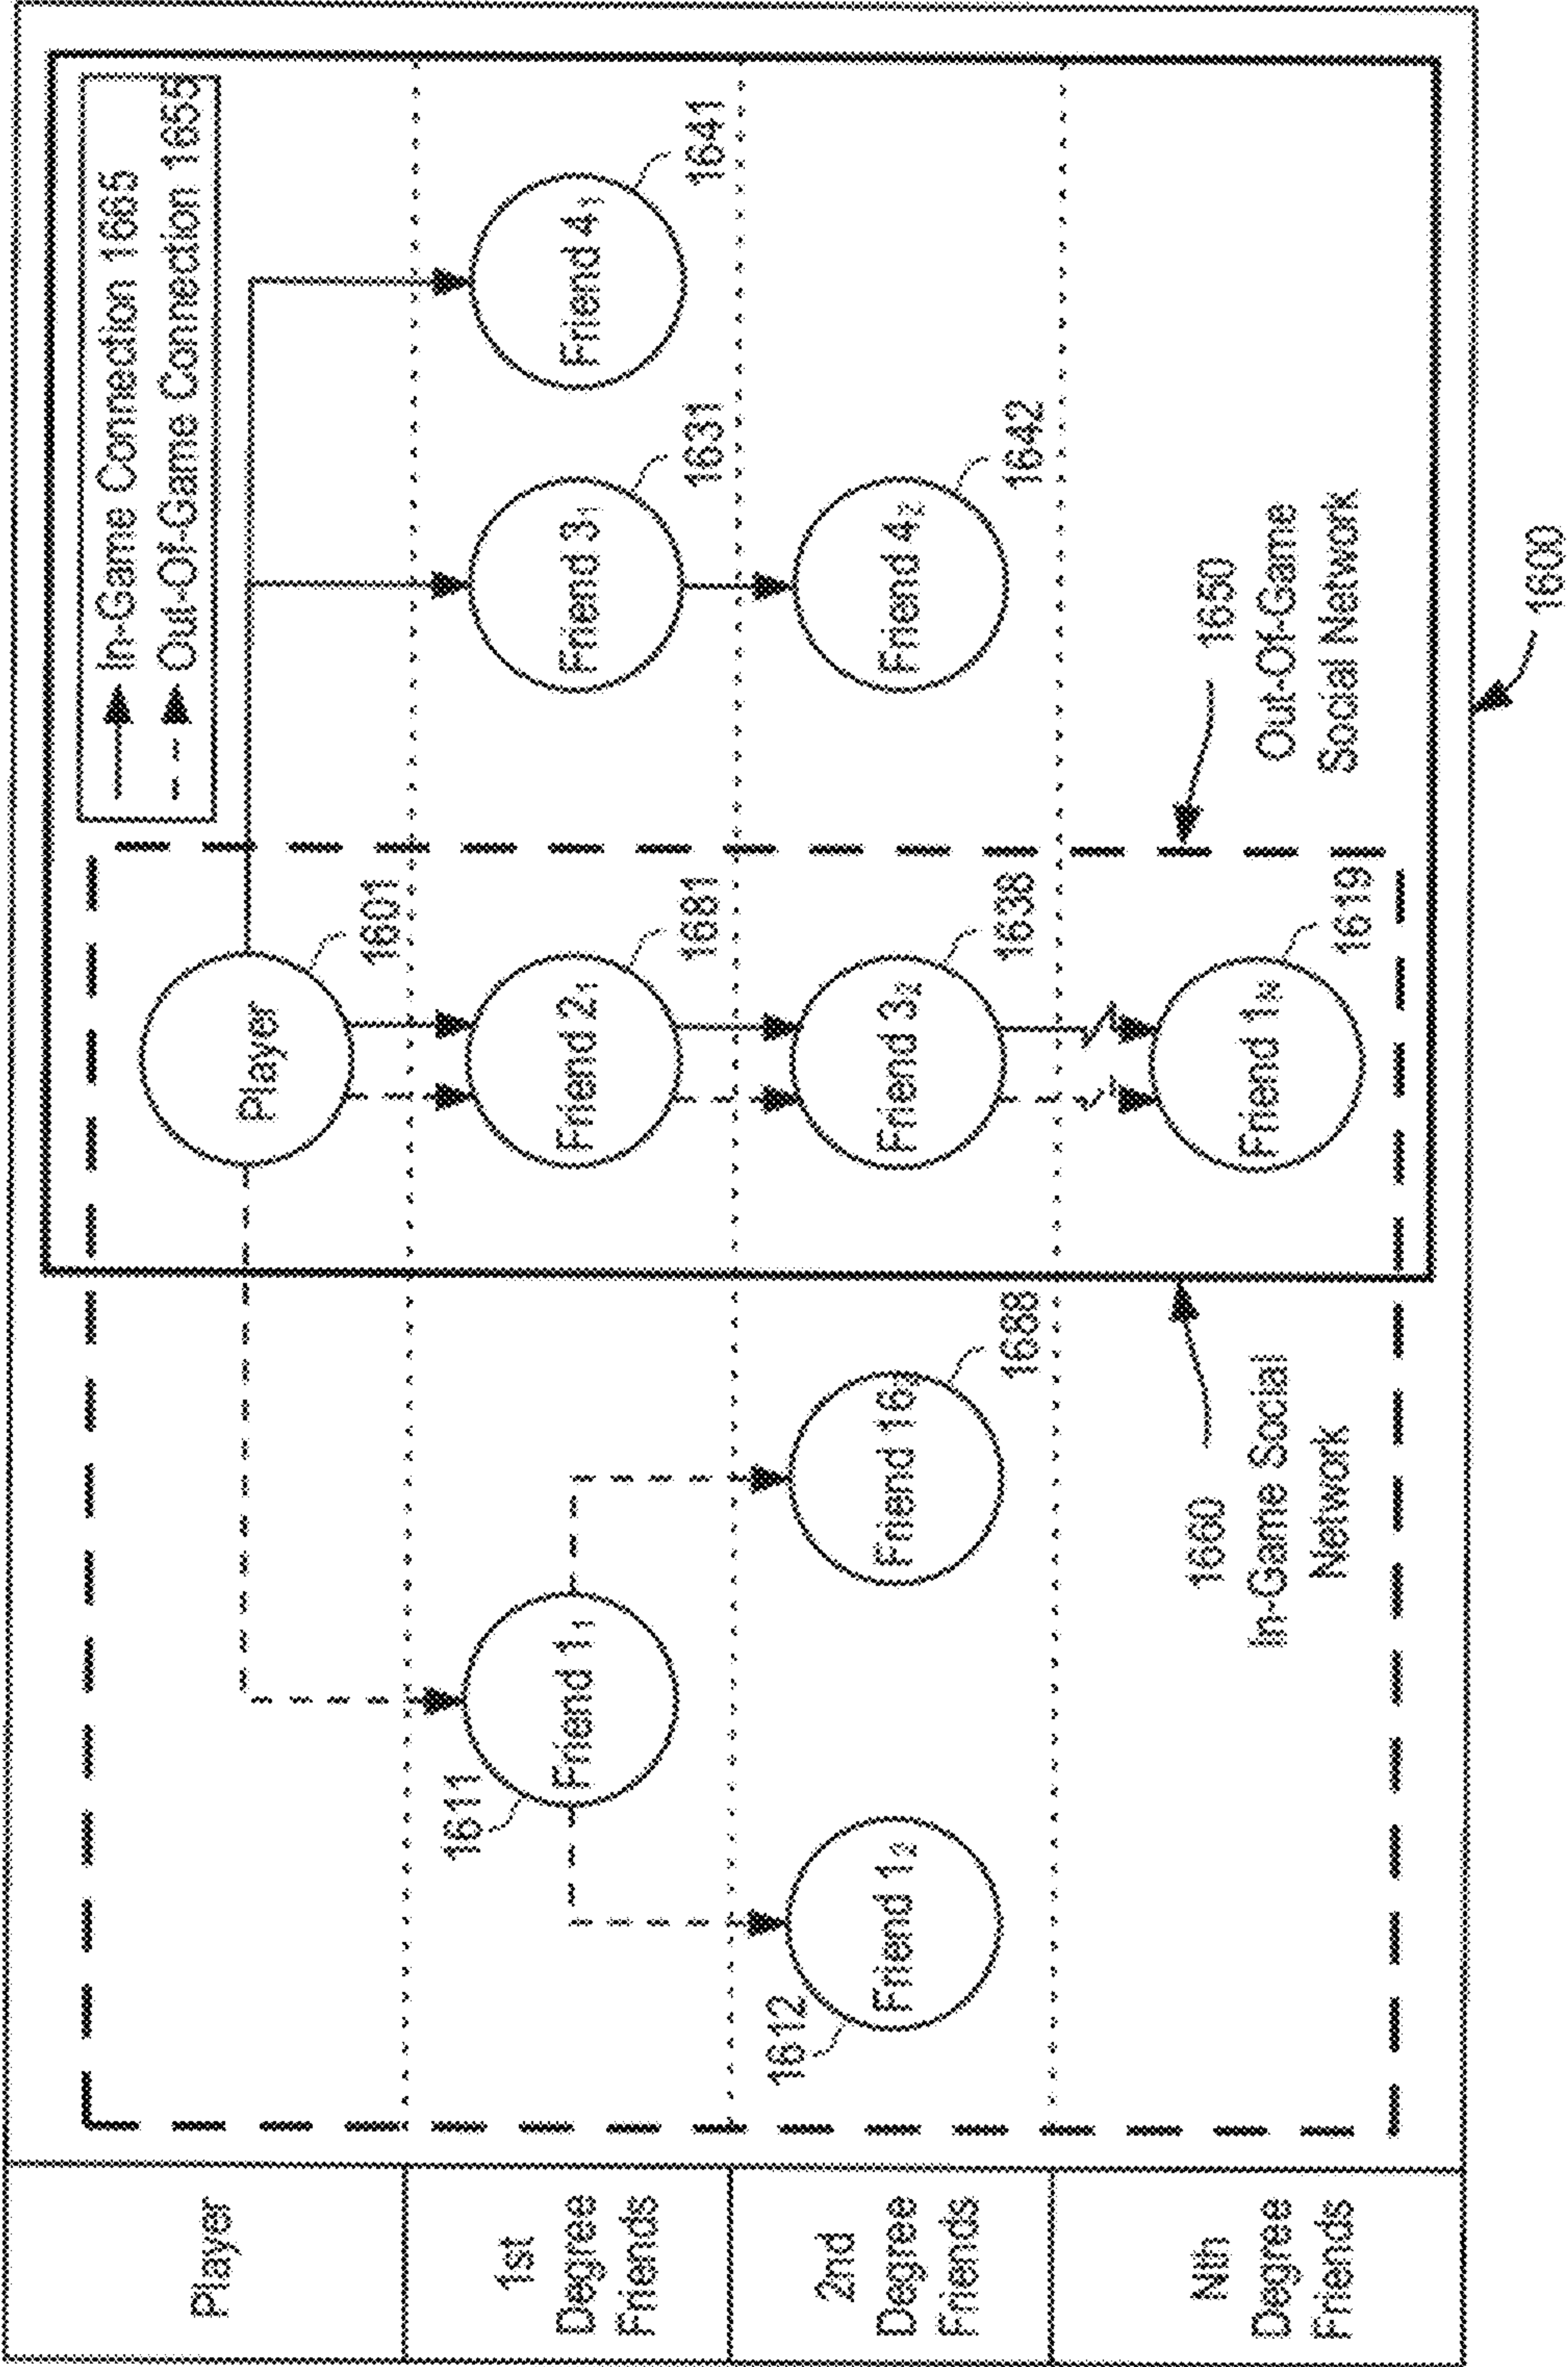 In-Game Connection 1665
Out-Of-Game Connection 1655
Player
1st
Degree
Friends
2nd
Degree
Friends
Nth
Degree
Friends
Player
1601
1611
Friend 1₁
Friend 2₁
1681
Friend 3₁
1631
Friend 4₁
1641
1612
Friend 1₂
1688
Friend 3₂
1638
Friend 4₂
1642
Friend 1N
1619
1660
In-Game Social
Network
1650
Out-Of-Game
Social Network
1600